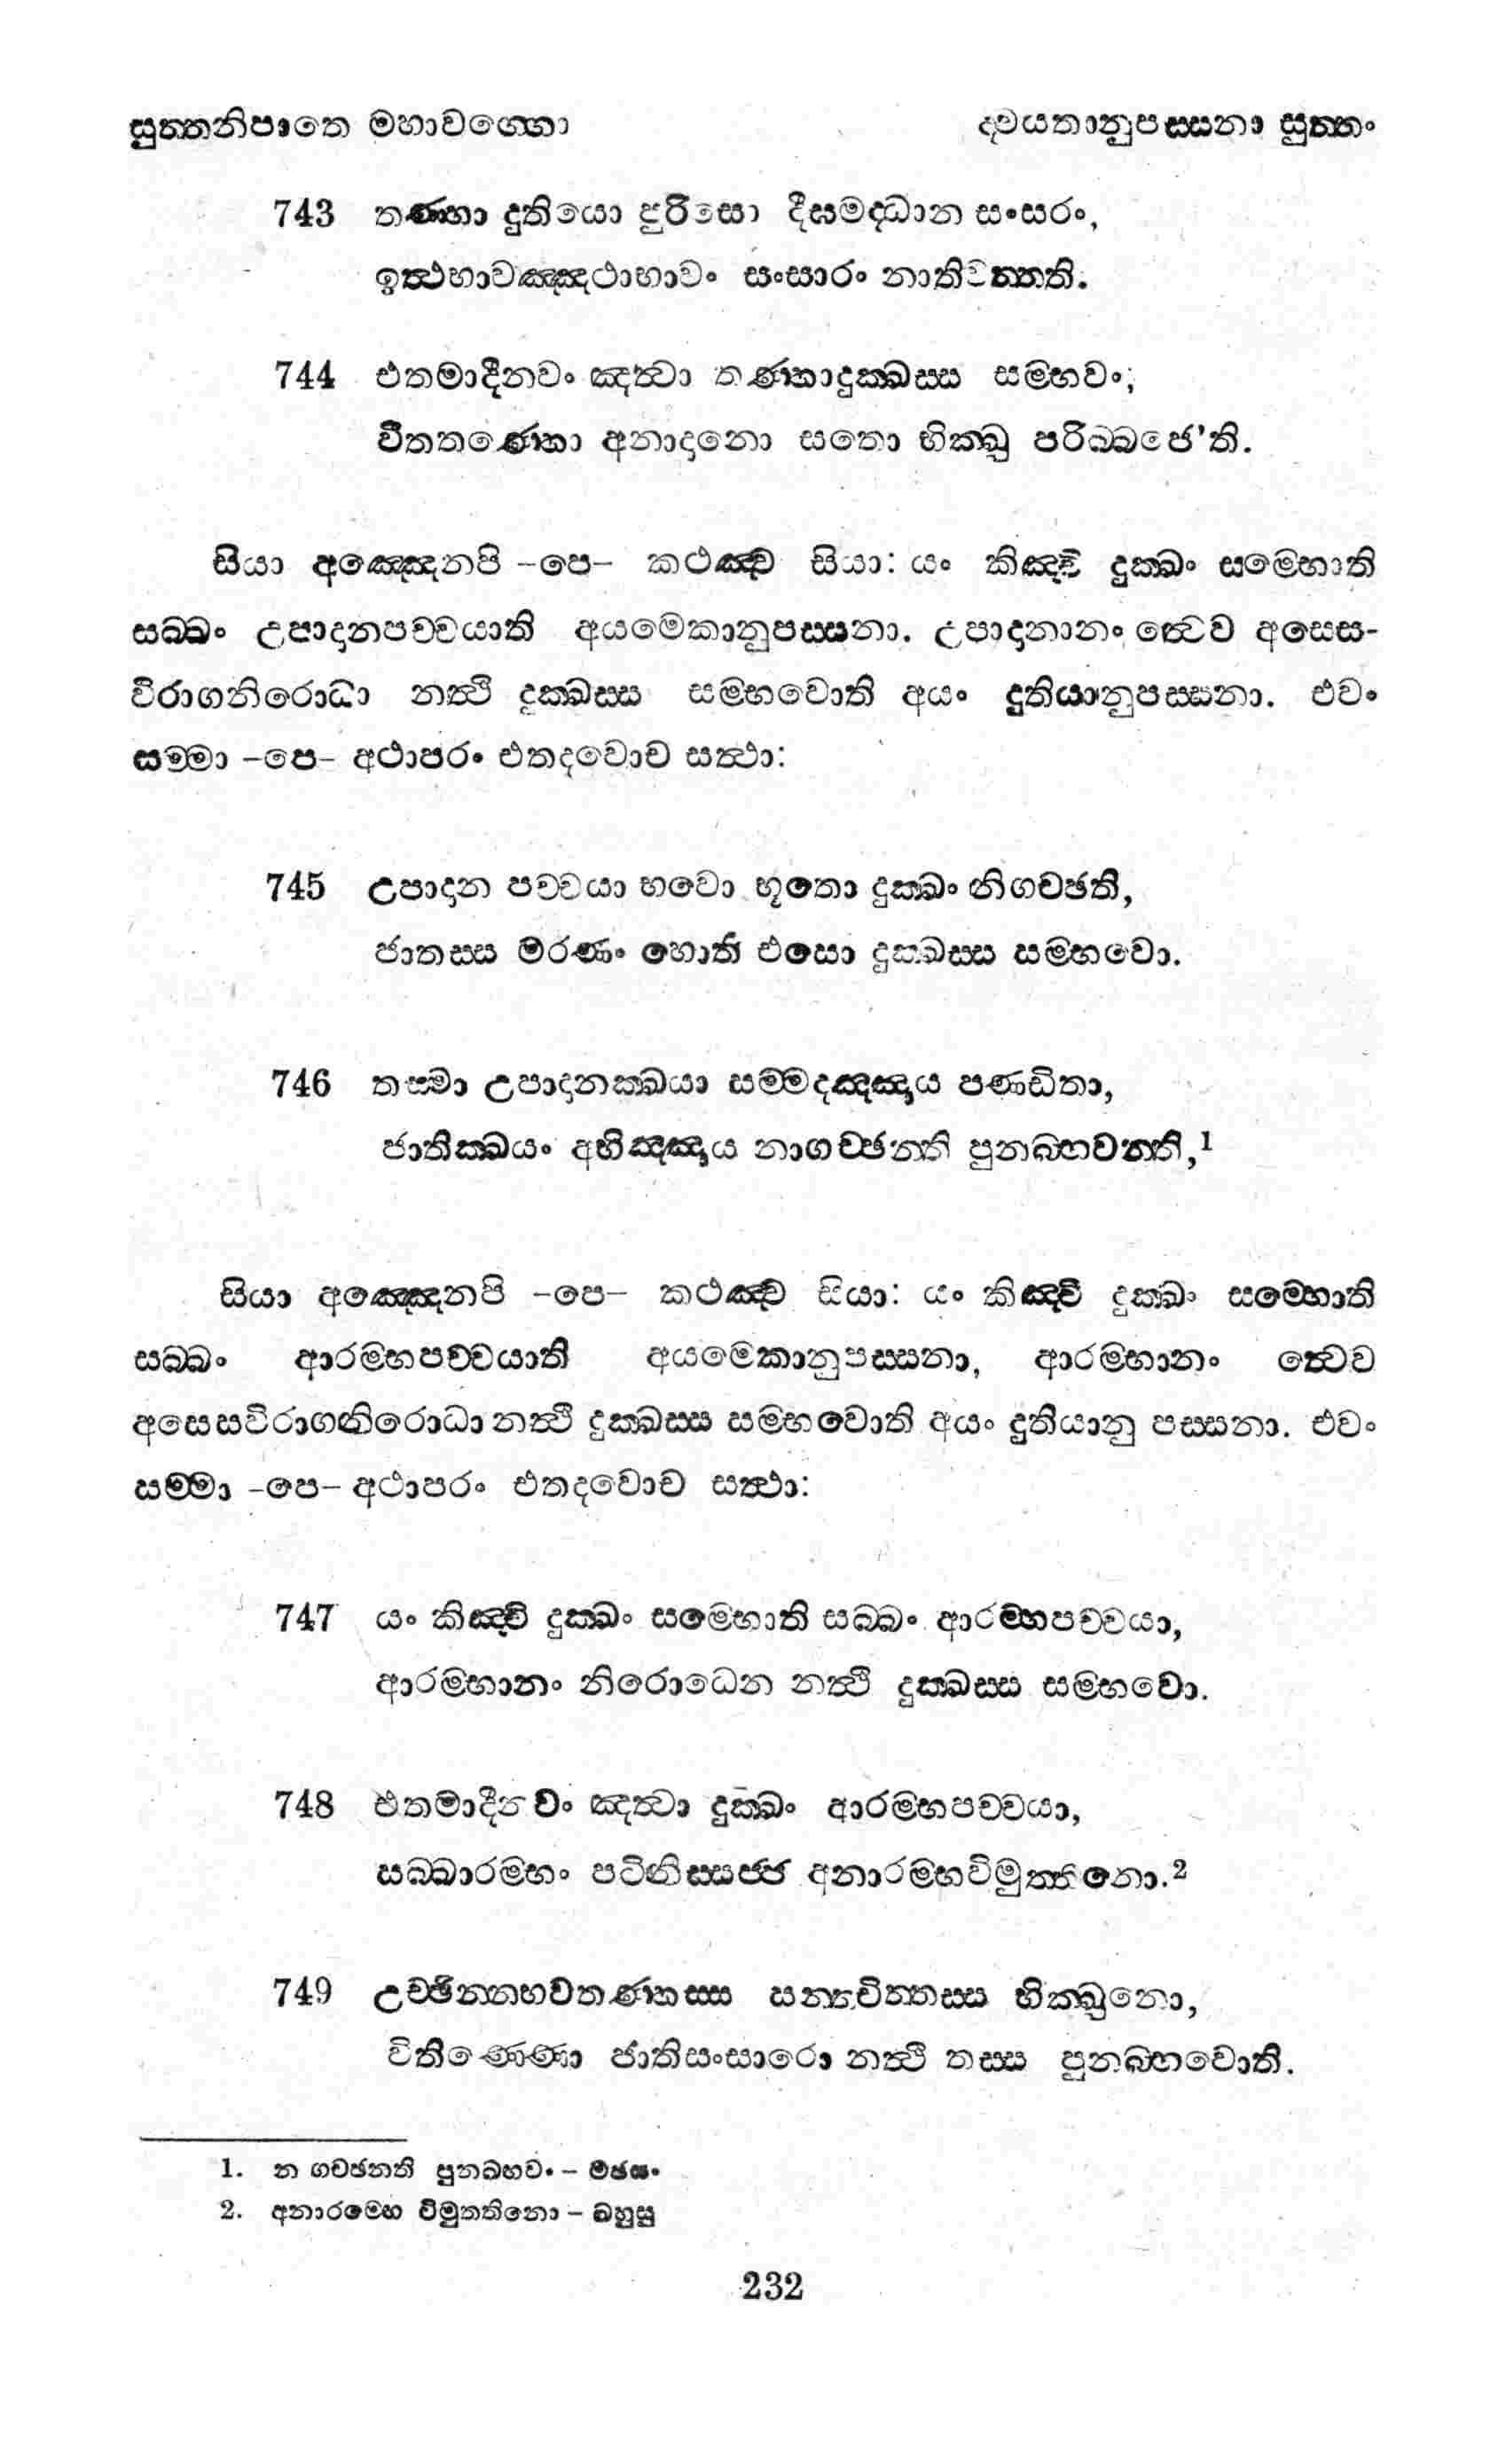 සුත්තනිපාතෙ මහාවග්ගො ද්වයතානුපස්සනා සුත්තං
743 තණ්හා දුතියො පුරිසො දීඝමද්ධාන සංසරං,
ඉත්ථභාවඤ්ඤථාභාවං සංසාරං නාතිවත්තති.
744 එතමාදීනවං ඤත්වා තණ්හාදුක්ඛස්ස සම්භවං,
වීතතණ්හො අනාදානො සතො භික්ඛු පරිබ්බජෙ'ති.
සියා අඤ්ඤෙනපි -පෙ- කථඤ්ච සියා: යං කිඤ්චි දුක්ඛං සම්භොති
සබ්බං උපාදානපච්චයාති අයමෙකානුපස්සනා. උපාදානානං ත්වෙව අසෙස-
විරාගනිරොධා නත්ථි දුක්ඛස්ස සම්භවොති අයං දුතියානුපස්සනා. එවං
සම්මා -පෙ- අථාපරං එතදවොච සත්ථා:
745 උපාදාන පච්චයා භවො භූතො දුක්ඛං නිගච්ඡති,
ජාතස්ස මරණං හොති එසො දුක්ඛස්ස සම්භවො.
746 තස්මා උපාදානක්ඛයා සම්මදඤ්ඤාය පණ්ඩිතා,
ජාතික්ඛයං අභිඤ්ඤාය නාගච්ඡන්ති පුනබ්භවන්ති,1
සියා අඤ්ඤෙනපි -පෙ- කථඤ්ච සියා: යං කිඤ්චි දුක්ඛං සම්භොති
සබ්බං ආරම්භපච්චයාති අයමෙකානුපස්සනා, ආරම්භානං ත්වෙව
අසෙසවිරාගනිරොධා නත්ථි දුක්ඛස්ස සම්භවොති අයං දුතියානු පස්සනා. එවං
සම්මා -පෙ- අථාපරං එතදවොච සත්ථා:
747 යං කිඤ්චි දුක්ඛං සම්භොති සබ්බං ආරම්භපච්චයා,
ආරම්භානං නිරොධෙන නත්ථි දුක්ඛස්ස සම්භවො.
748 එතමාදීනවං ඤත්වා දුක්ඛං ආරම්භපච්චයා,
සබ්බාරම්භං පටිනිස්සජ්ජ අනාරම්භවිමුත්තිනො.2
749 උච්ඡින්නභවතණ්හස්ස සන්තචිත්තස්ස භික්ඛුනො,
විතිණ්ණො ජාතිසංසාරො නත්ථි තස්ස පුනබ්භවොති.
1. න ගච්ඡන්ති පුනබ්භවං - මඡසං
2. අනාරම්භෙ විමුත්තිනො - බහුසු
232